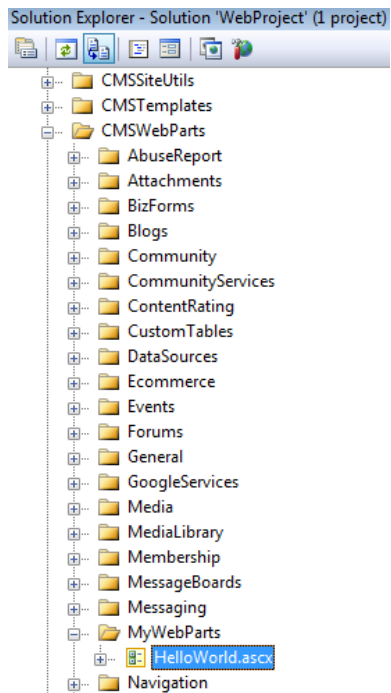 Solution Explorer - Solution 'WebProject' (1 project)
CMSSiteUtils
CMSTemplates
CMSWebParts
AbuseReport
Attachments
BizForms
Blogs
Community
CommunityServices
ContentRating
CustomTables
DataSources
Ecommerce
Events
Forums
General
GoogleServices
Media
MediaLibrary
Membership
MessageBoards
Messaging
MyWebParts
HelloWorld.ascx
Navigation